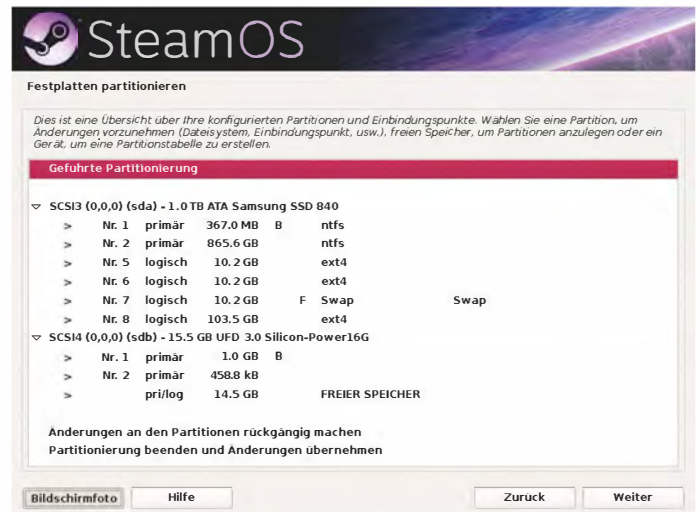 SteamOS
Festplatten partitionieren
Dies ist eine Übersicht über Ihre konfigurierten Partitionen und Einbindungspunkte. Wählen Sie eine Partition, um
Änderungen vorzunehmen (Dateisystem, Einbindungspunkt, usw.), freien Speicher, um Partitionen anzulegen oder ein
Gerät, um eine Partitionstabelle zu erstellen.
Geführte Partitionierung
▽ SCSI3 (0,0,0) (sda) - 1.0 TB ATA Samsung SSD 840
> Nr. 1 primär 367.0 MB B ntfs
> Nr. 2 primär 865.6 GB ntfs
> Nr. 5 logisch 10.2 GB ext4
> Nr. 6 logisch 10.2 GB ext4
> Nr. 7 logisch 10.2 GB F Swap Swap
> Nr. 8 logisch 103.5 GB ext4
▽ SCSI4 (0,0,0) (sdb) - 15.5 GB UFD 3.0 Silicon-Power16G
> Nr. 1 primär 1.0 GB B
> Nr. 2 primär 458.8 kB
> pri/log 14.5 GB FREIER SPEICHER
Änderungen an den Partitionen rückgängig machen
Partitionierung beenden und Änderungen übernehmen
Bildschirmfoto Hilfe Zurück Weiter